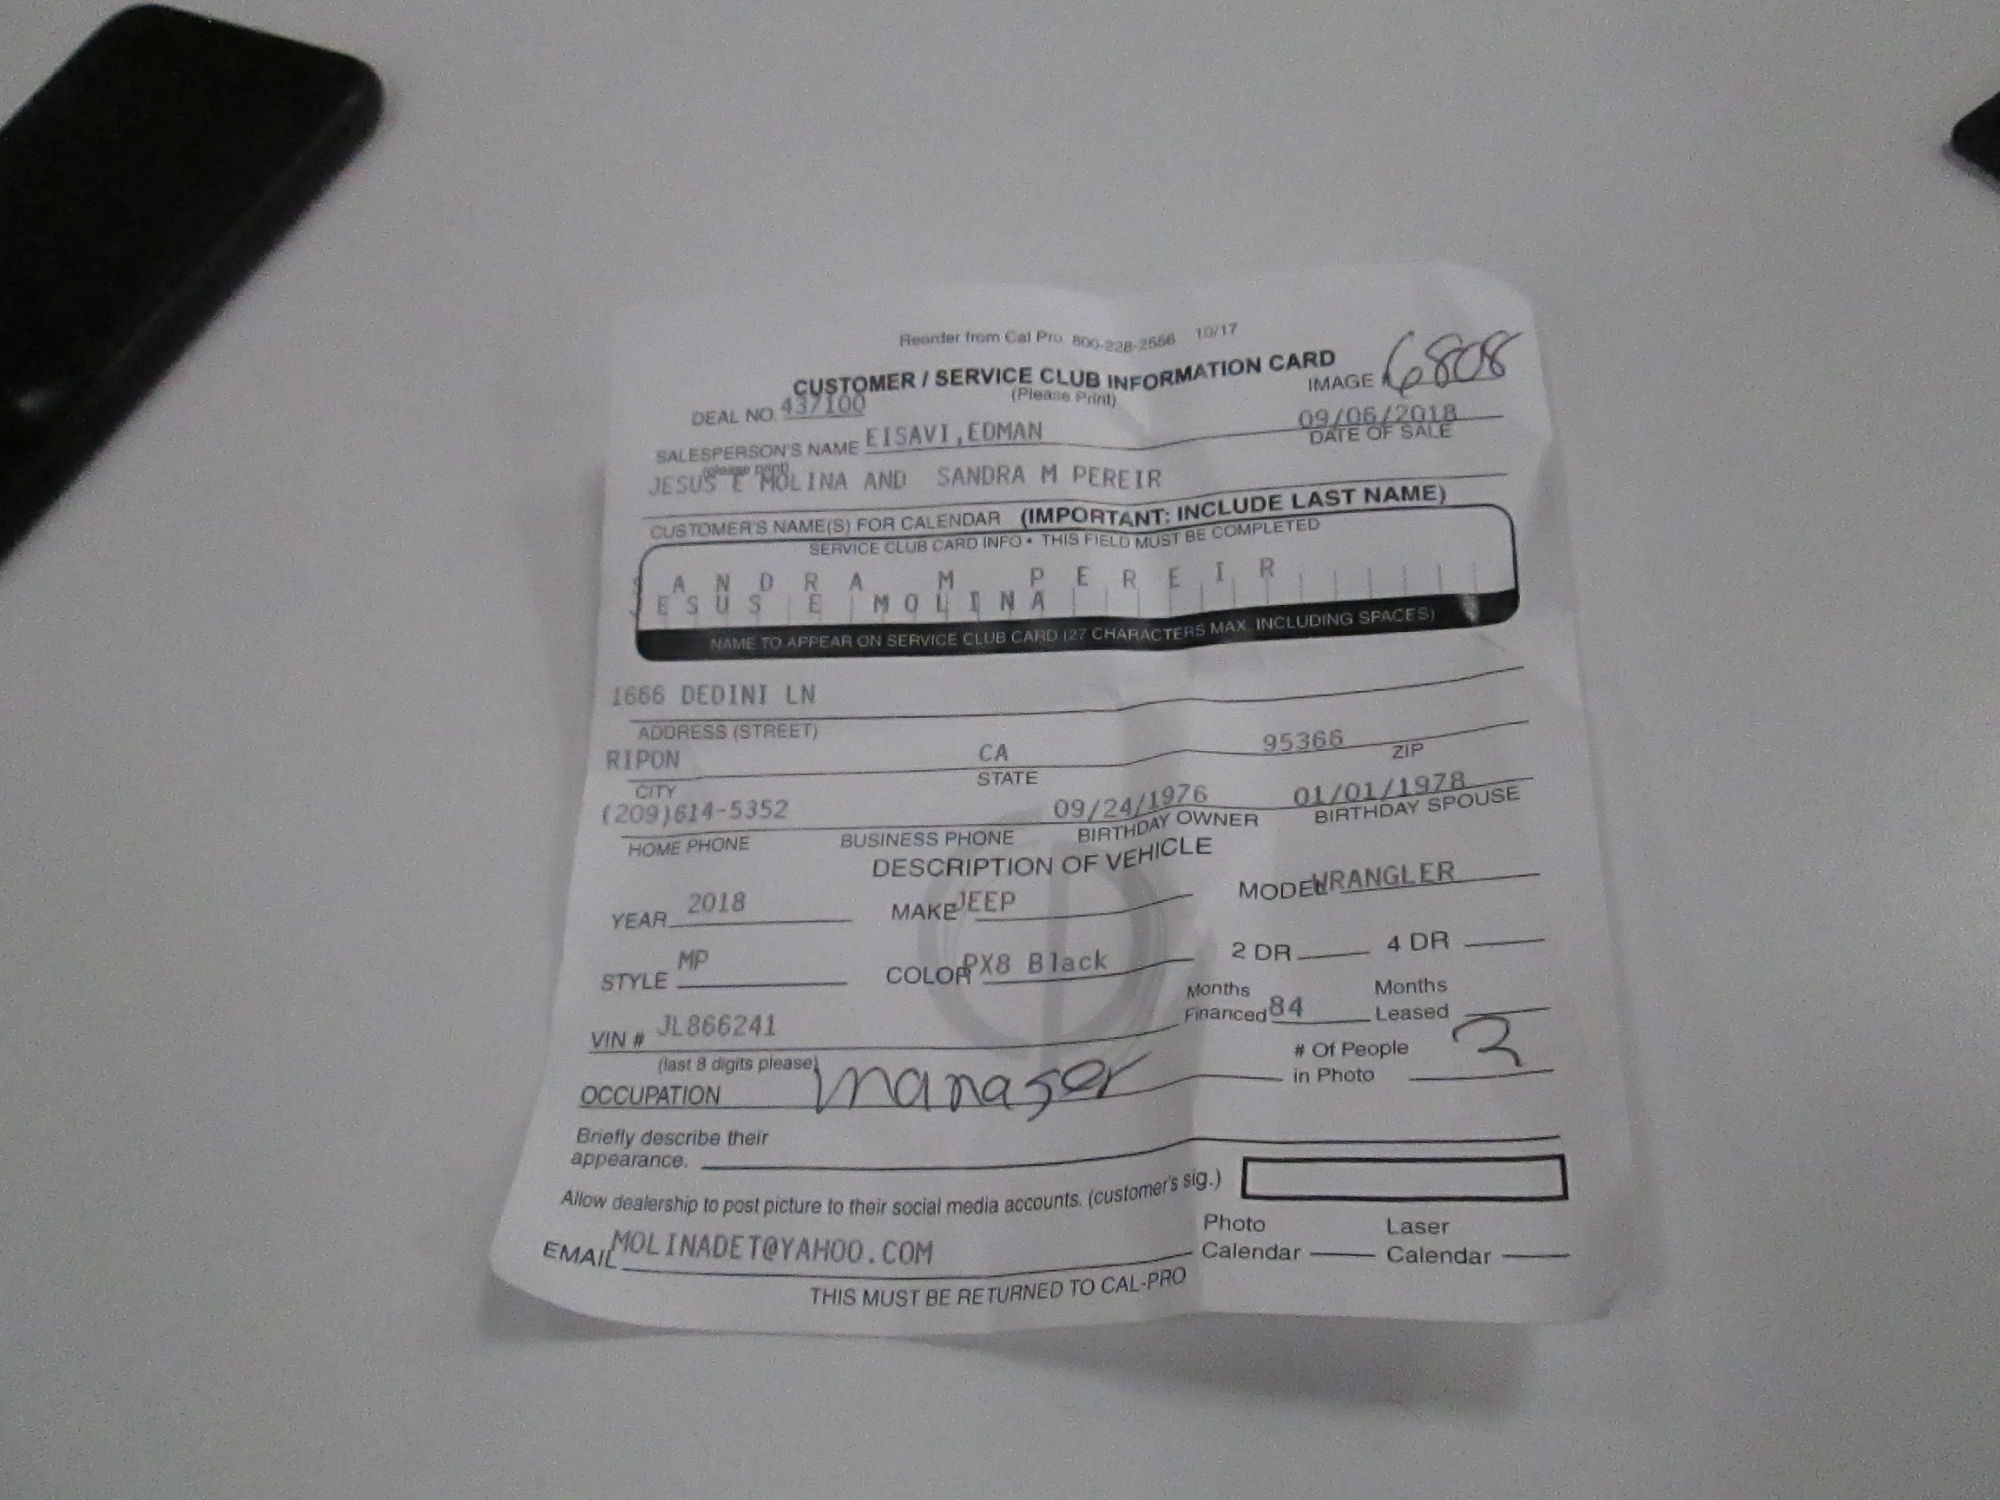 Reorder from Cal Pro 800-228-2556 10/17
CUSTOMER / SERVICE CLUB INFORMATION CARD
(Please Print)
IMAGE # 6808
DEAL NO. 437100
09/06/2018
DATE OF SALE
SALESPERSON'S NAME EISAVI,EDMAN
(please print)
JESUS E MOLINA AND SANDRA M PEREIR
CUSTOMER'S NAME(S) FOR CALENDAR (IMPORTANT: INCLUDE LAST NAME)
SERVICE CLUB CARD INFO • THIS FIELD MUST BE COMPLETED
SANDRA M PEREIR
JESUS E MOLINA
NAME TO APPEAR ON SERVICE CLUB CARD (27 CHARACTERS MAX. INCLUDING SPACES)
1666 DEDINI LN
ADDRESS (STREET)
RIPON CA 95366
CITY STATE ZIP
(209)614-5352 09/24/1976 01/01/1978
HOME PHONE BUSINESS PHONE BIRTHDAY OWNER BIRTHDAY SPOUSE
DESCRIPTION OF VEHICLE
YEAR 2018 MAKE JEEP MODEL WRANGLER
STYLE MP COLOR PX8 Black 2 DR 4 DR
VIN # JL866241 Months Financed 84 Months Leased
(last 8 digits please)
OCCUPATION manager # Of People in Photo 2
Briefly describe their
appearance.
Allow dealership to post picture to their social media accounts. (customer's sig.)
EMAIL MOLINADET@YAHOO.COM Photo Calendar Laser Calendar
THIS MUST BE RETURNED TO CAL-PRO